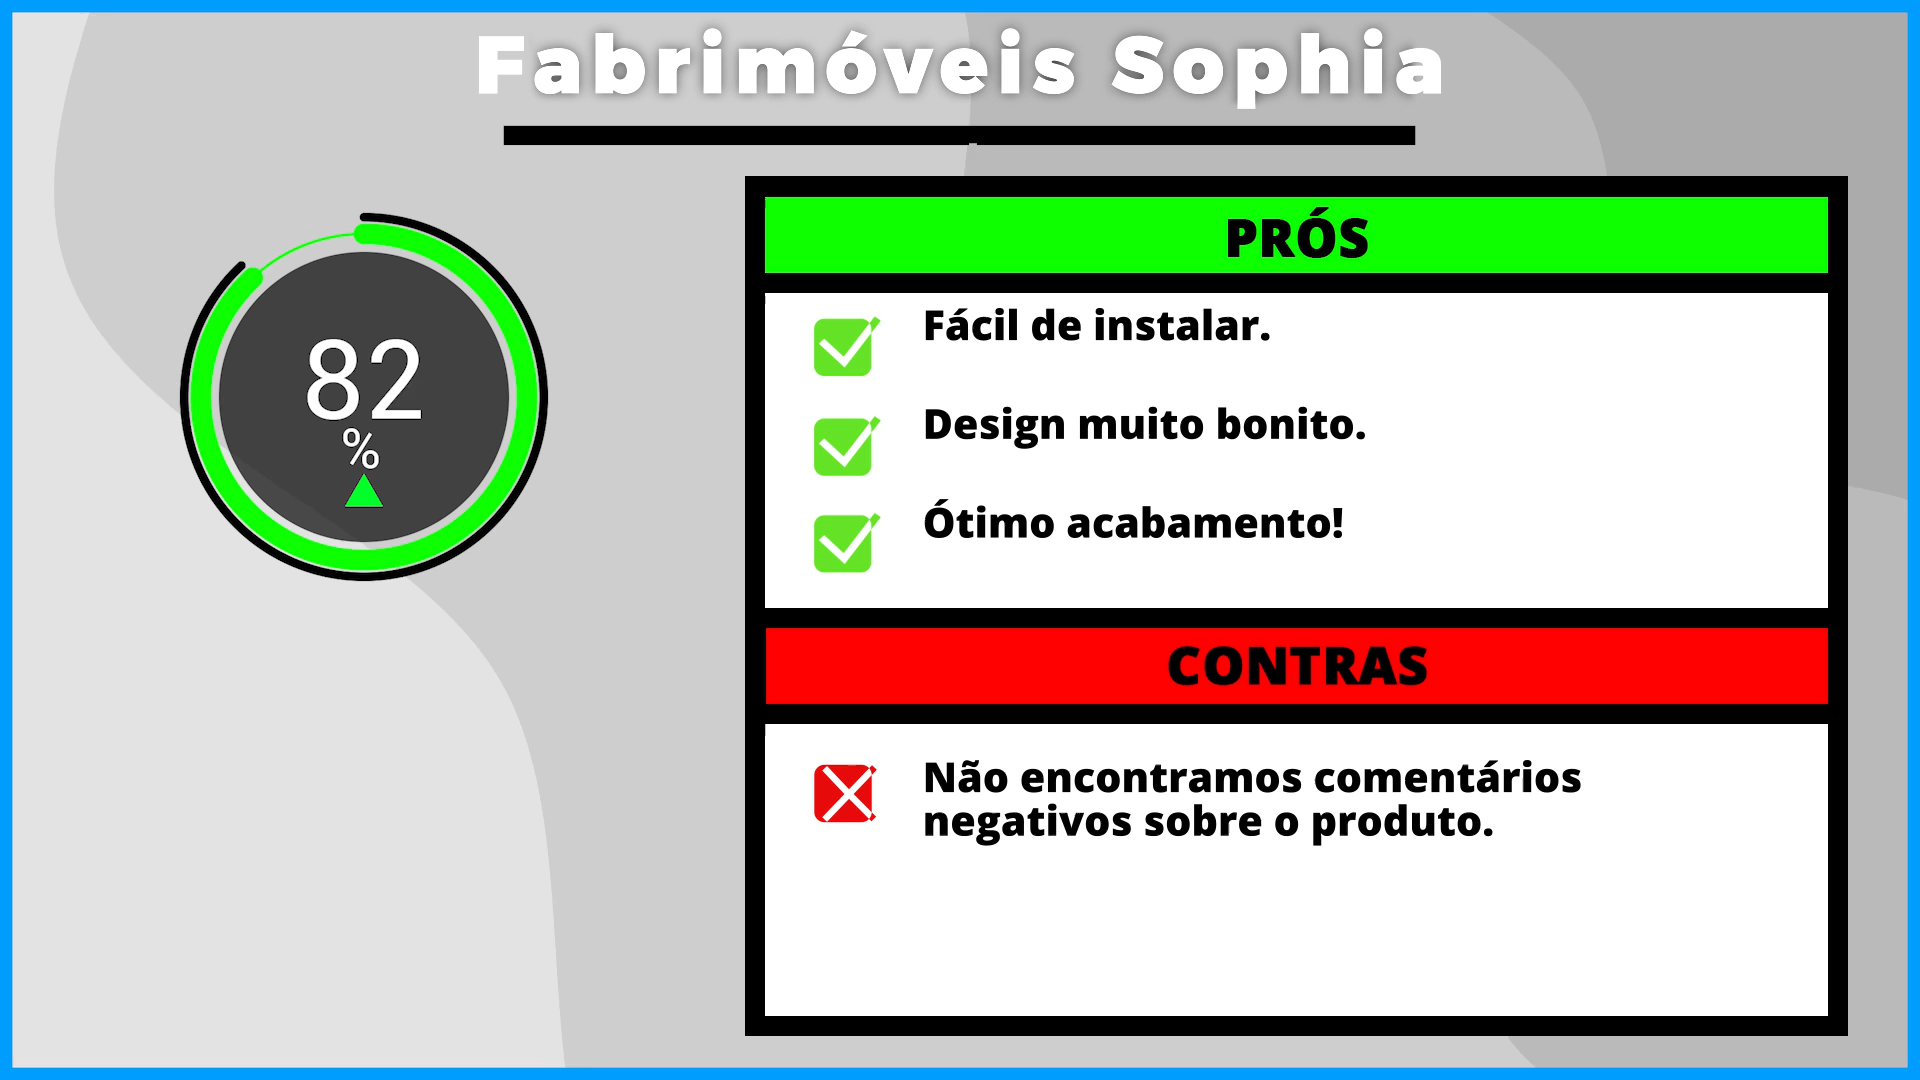 Fabrimóveis Sophia
82
%
PRÓS
Fácil de instalar.
Design muito bonito.
Ótimo acabamento!
CONTRAS
Não encontramos comentários
negativos sobre o produto.